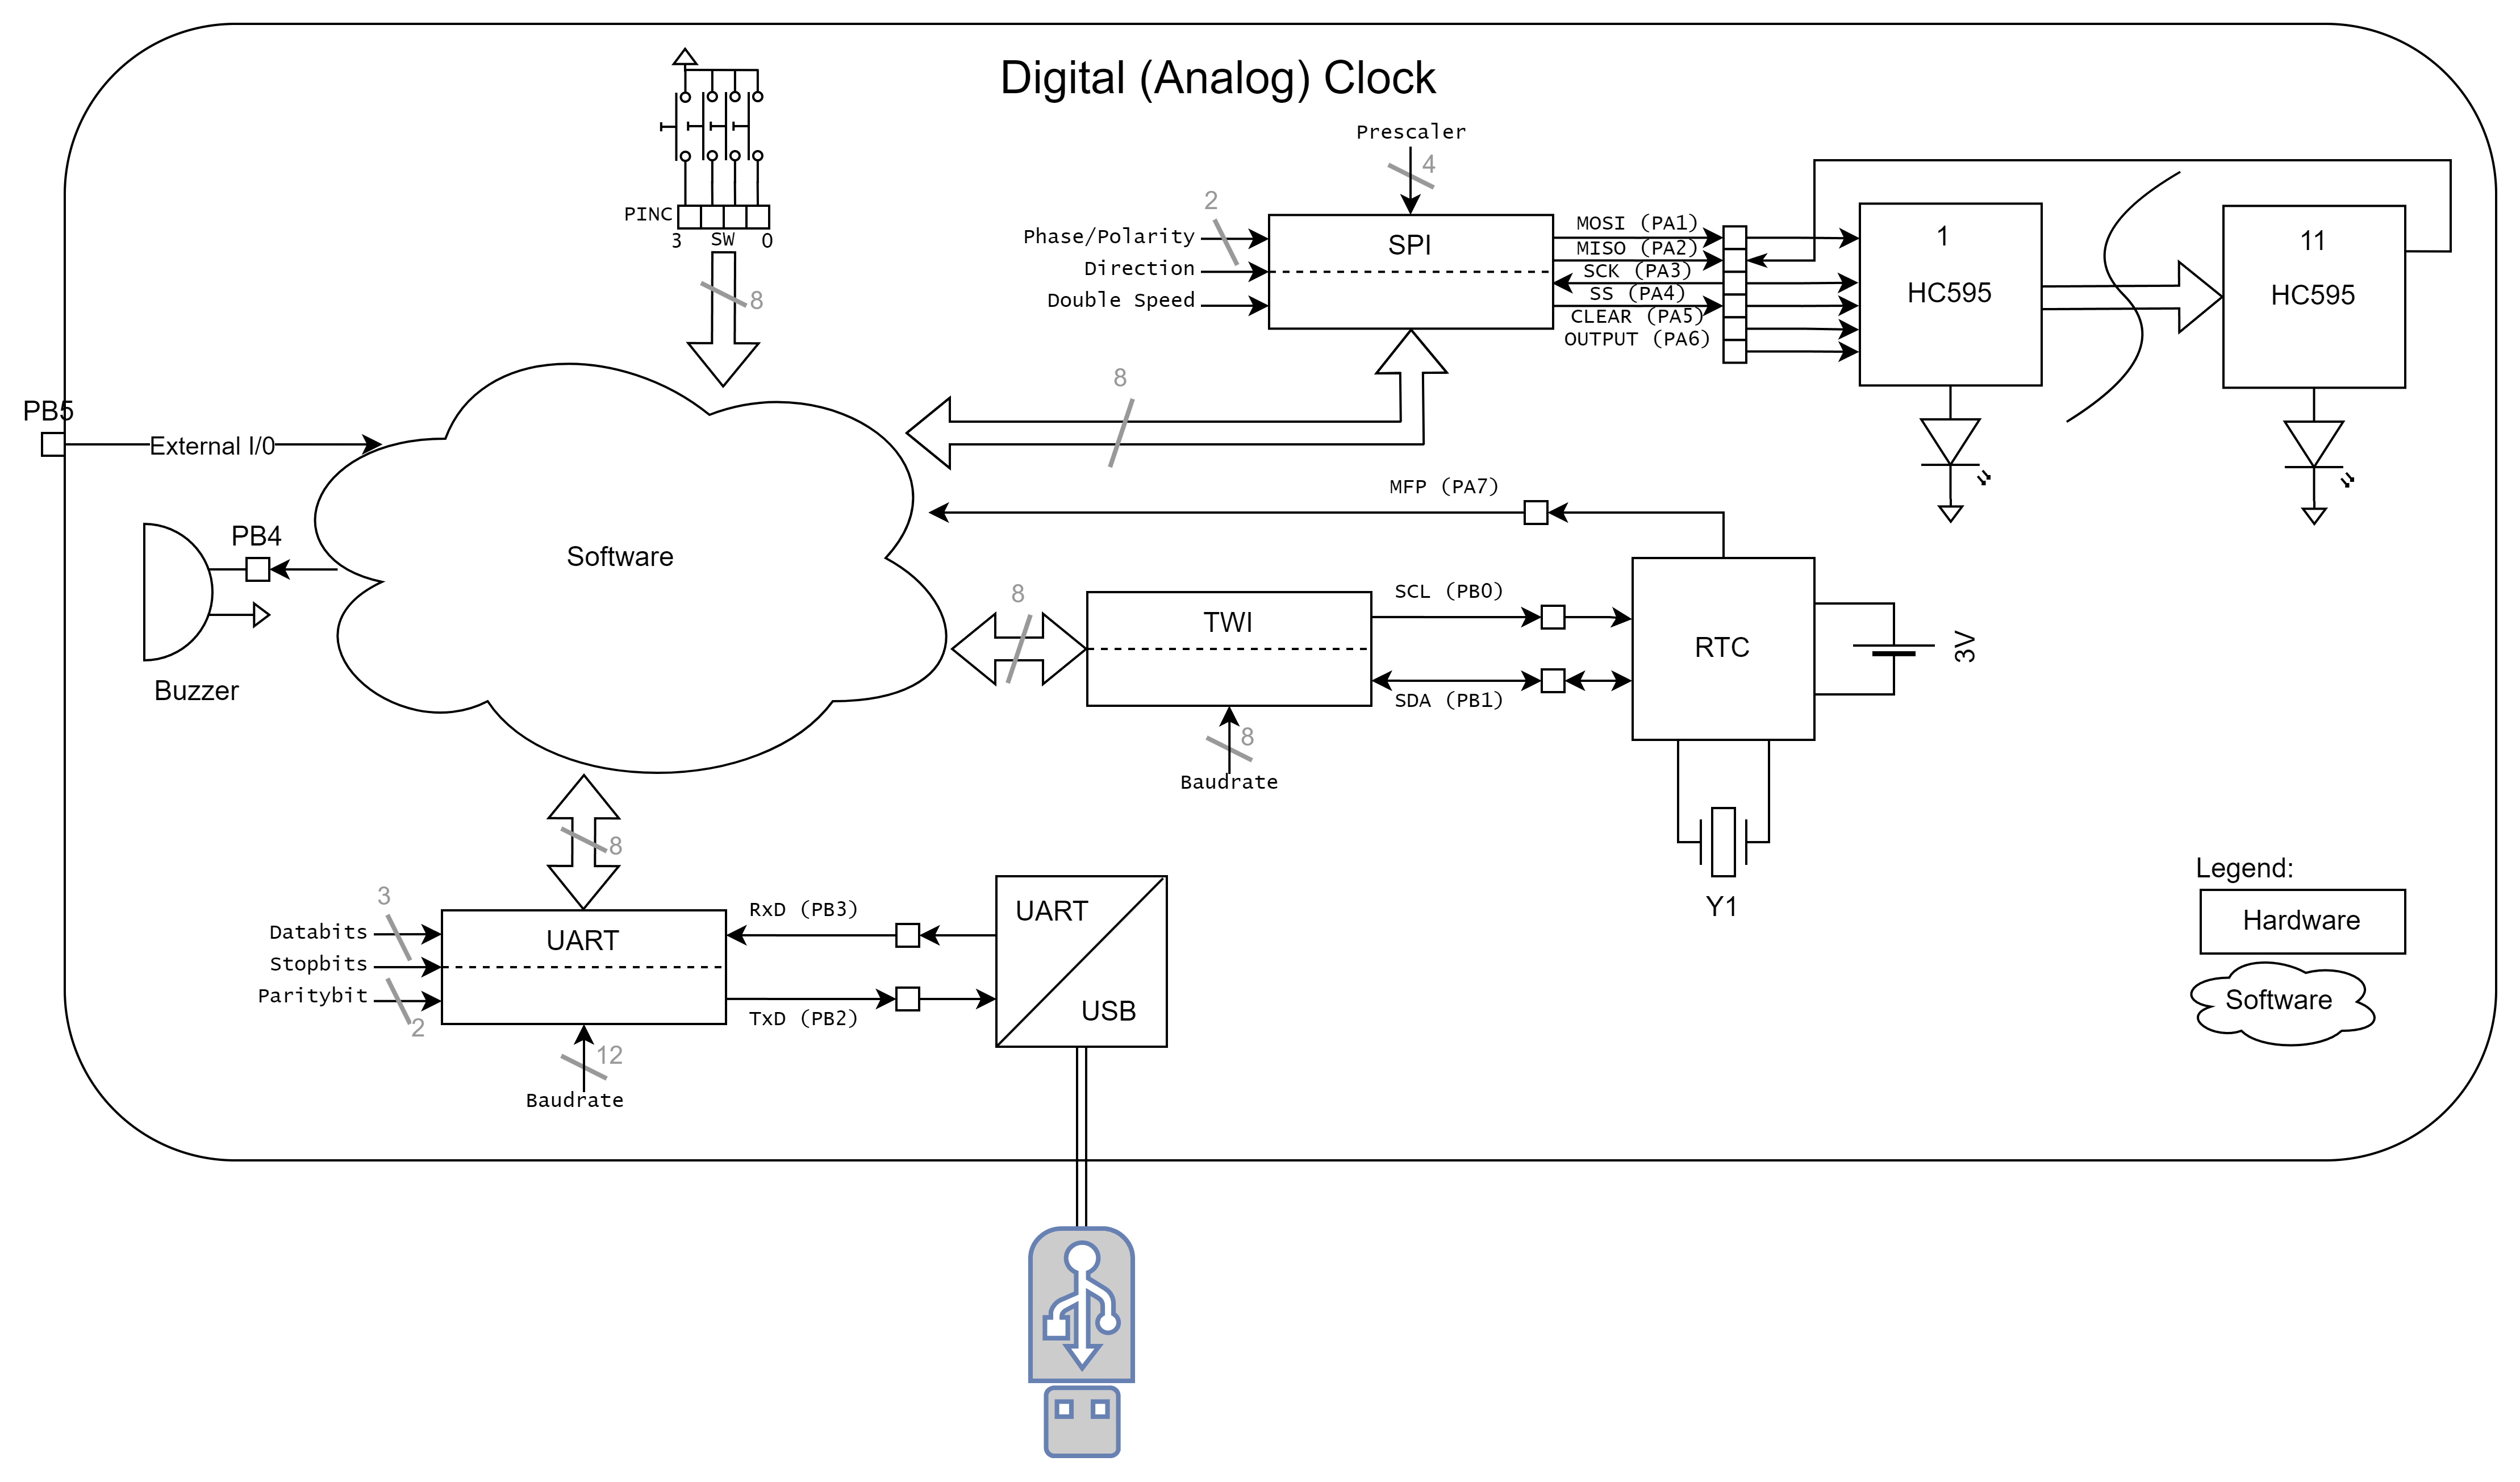 Digital (Analog) Clock
Prescaler
4
2
PINC
3 SW 0
8
Phase/Polarity
Direction
Double Speed
SPI
MOSI (PA1)
MISO (PA2)
SCK (PA3)
SS (PA4)
CLEAR (PA5)
OUTPUT (PA6)
1
HC595
11
HC595
8
PB5
External I/0
MFP (PA7)
PB4
Buzzer
Software
8
TWI
SCL (PB0)
SDA (PB1)
RTC
3V
8
Baudrate
Y1
8
3
Databits
Stopbits
Paritybit
2
UART
RxD (PB3)
TxD (PB2)
UART
USB
12
Baudrate
Legend:
Hardware
Software